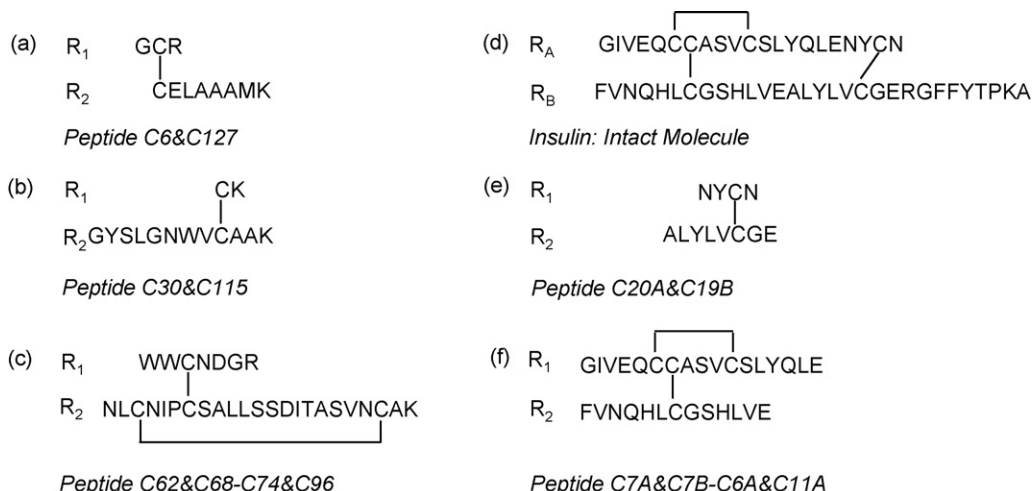 (a) R1 GCR
R2 CELAAAMK
Peptide C6&C127
(b) R1 CK
R2GYSLGNWVCAAK
Peptide C30&C115
(c) R1 WWCNDGR
R2 NLCNIPCSALLSSDITASVNCAK
Peptide C62&C68-C74&C96
(d) RA GIVEQCCASVCSLYQLENYCN
RB FVNQHLCGSHLVEALYLVCGERGFFYTPKA
Insulin: Intact Molecule
(e) R1 NYCN
R2 ALYLVCGE
Peptide C20A&C19B
(f) R1 GIVEQCCASVCSLYQLE
R2 FVNQHLCGSHLVE
Peptide C7A&C7B-C6A&C11A